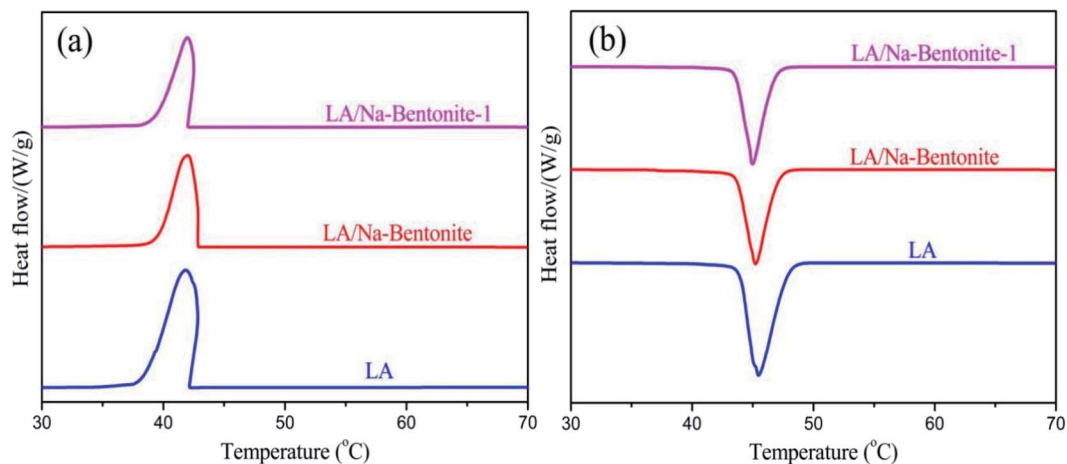 (a)
LA/Na-Bentonite-1
LA/Na-Bentonite
LA
Heat flow/(W/g)
30 40 50 60 70
Temperature (°C)
(b)
LA/Na-Bentonite-1
LA/Na-Bentonite
LA
Heat flow/(W/g)
30 40 50 60 70
Temperature (°C)